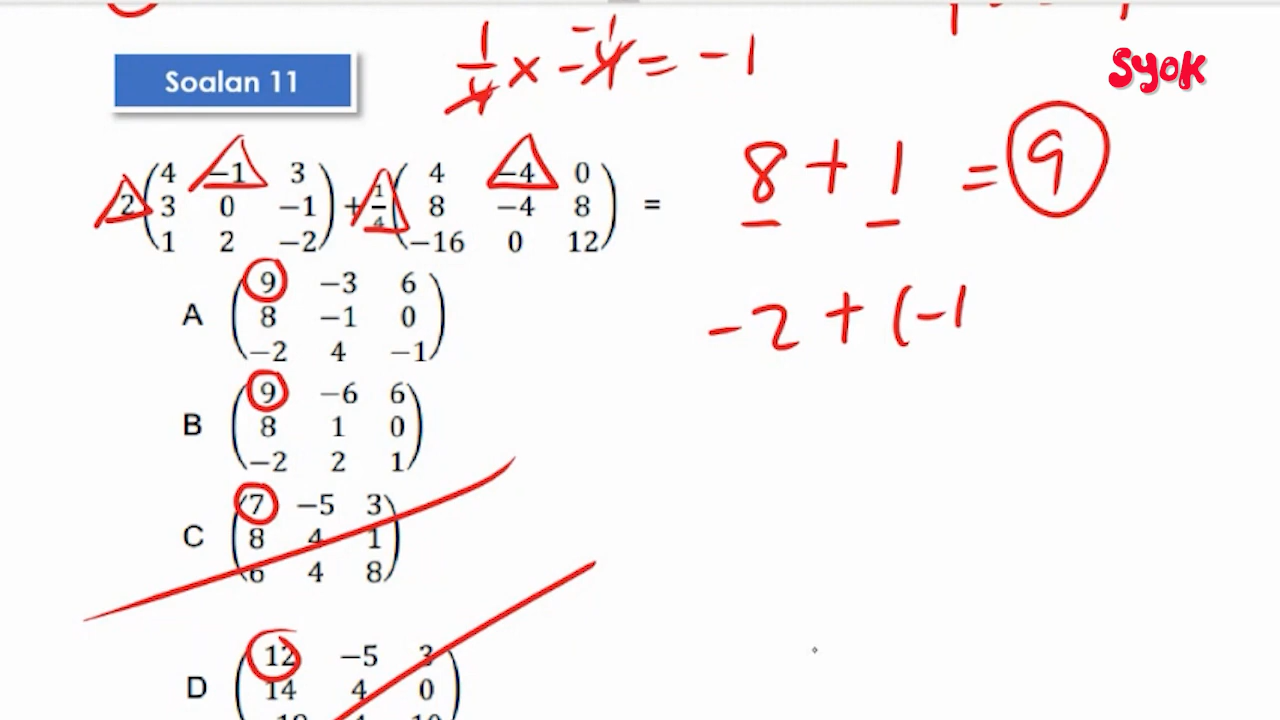 1/4 × -4 = -1
-1
Syok
Soalan 11
8 + 1 = 9
2 (4 −1 3) + 1/4 (4 −4 0) =
(3 0 −1) (8 −4 8)
(1 2 −2) (−16 0 12)
-2 + (-1
A (9 −3 6)
(8 −1 0)
(−2 4 −1)
B (9 −6 6)
(8 1 0)
(−2 2 1)
C (7 −5 3)
(8 4 1)
(6 4 8)
D (12 −5 3)
(14 4 0)